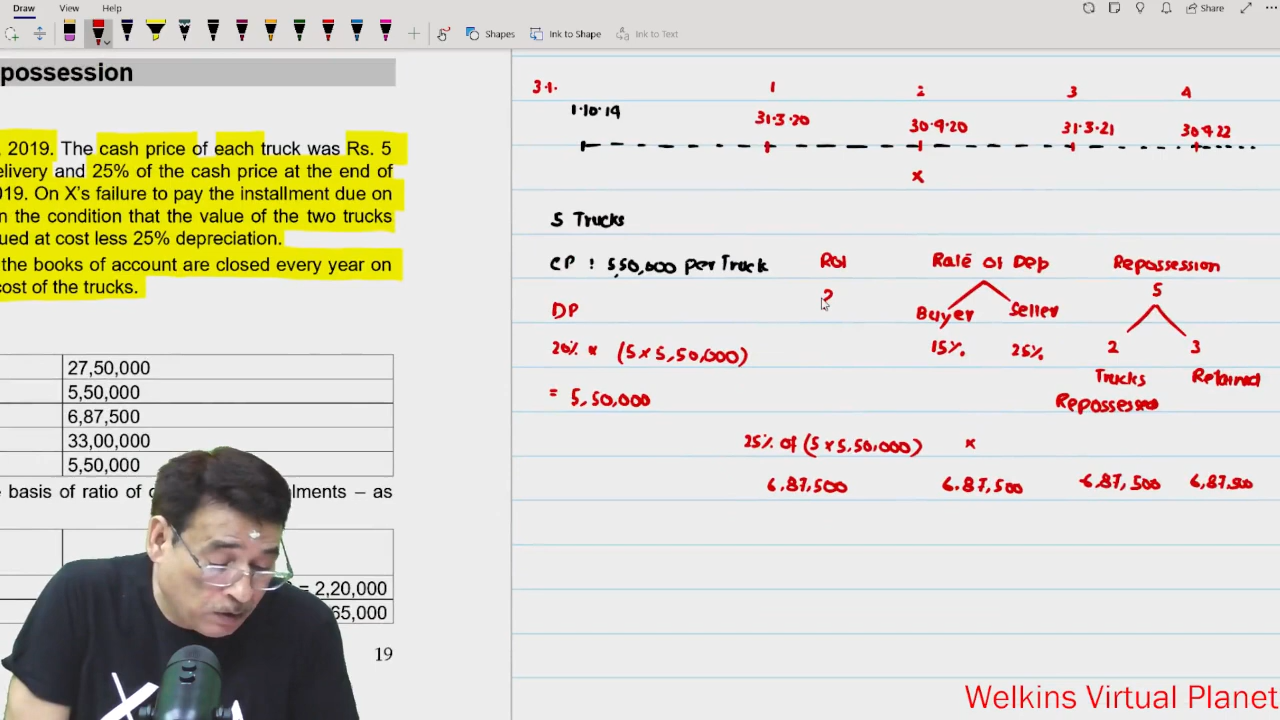 Draw View Help
Share
Shapes Ink to Shape Ink to Text
possession
, 2019. The cash price of each truck was Rs. 5
elivery and 25% of the cash price at the end of
019. On X's failure to pay the installment due on
n the condition that the value of the two trucks
ued at cost less 25% depreciation.
the books of account are closed every year on
cost of the trucks.
27,50,000
5,50,000
6,87,500
33,00,000
5,50,000
e basis of ratio of
lments – as
= 2,20,000
65,000
19
1 2 3 4
1.10.19 31.3.20 30.9.20 31.3.21 30.9.22
x
5 Trucks
CP : 5,50,000 per Truck
DP
20% x (5 x 5,50,000)
= 5,50,000
ROI
?
Rate of Dep
Buyer Seller
15% 25%
Repossession
5
2 3
Trucks Retained
Repossessed
25% of (5 x 5,50,000) x
6,87,500 6,87,500 6,87,500 6,87,500
Welkins Virtual Planet